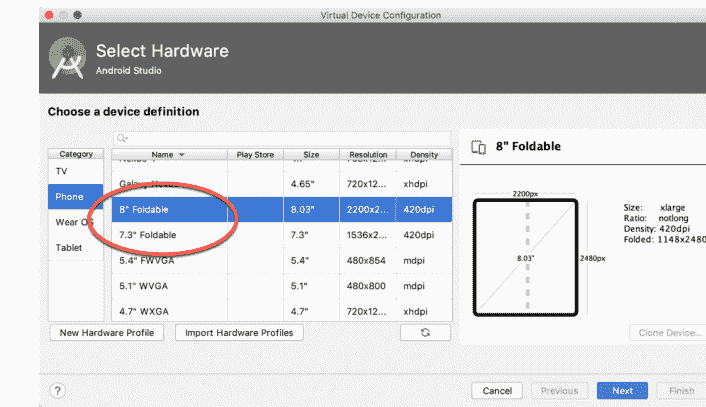 Virtual Device Configuration
Select Hardware
Android Studio
Choose a device definition
Category
Name
Play Store
Size
Resolution
Density
TV
Phone
Wear OS
Tablet
4.65" 720x12... xhdpi
8" Foldable 8.03" 2200x2... 420dpi
7.3" Foldable 7.3" 1536x2... 420dpi
5.4" FWVGA 5.4" 480x854 mdpi
5.1" WVGA 5.1" 480x800 mdpi
4.7" WXGA 4.7" 720x12... xhdpi
New Hardware Profile
Import Hardware Profiles
8" Foldable
2200px
8.03"
2480px
Size: xlarge
Ratio: notlong
Density: 420dpi
Folded: 1148x2480
Clone Device...
?
Cancel
Previous
Next
Finish